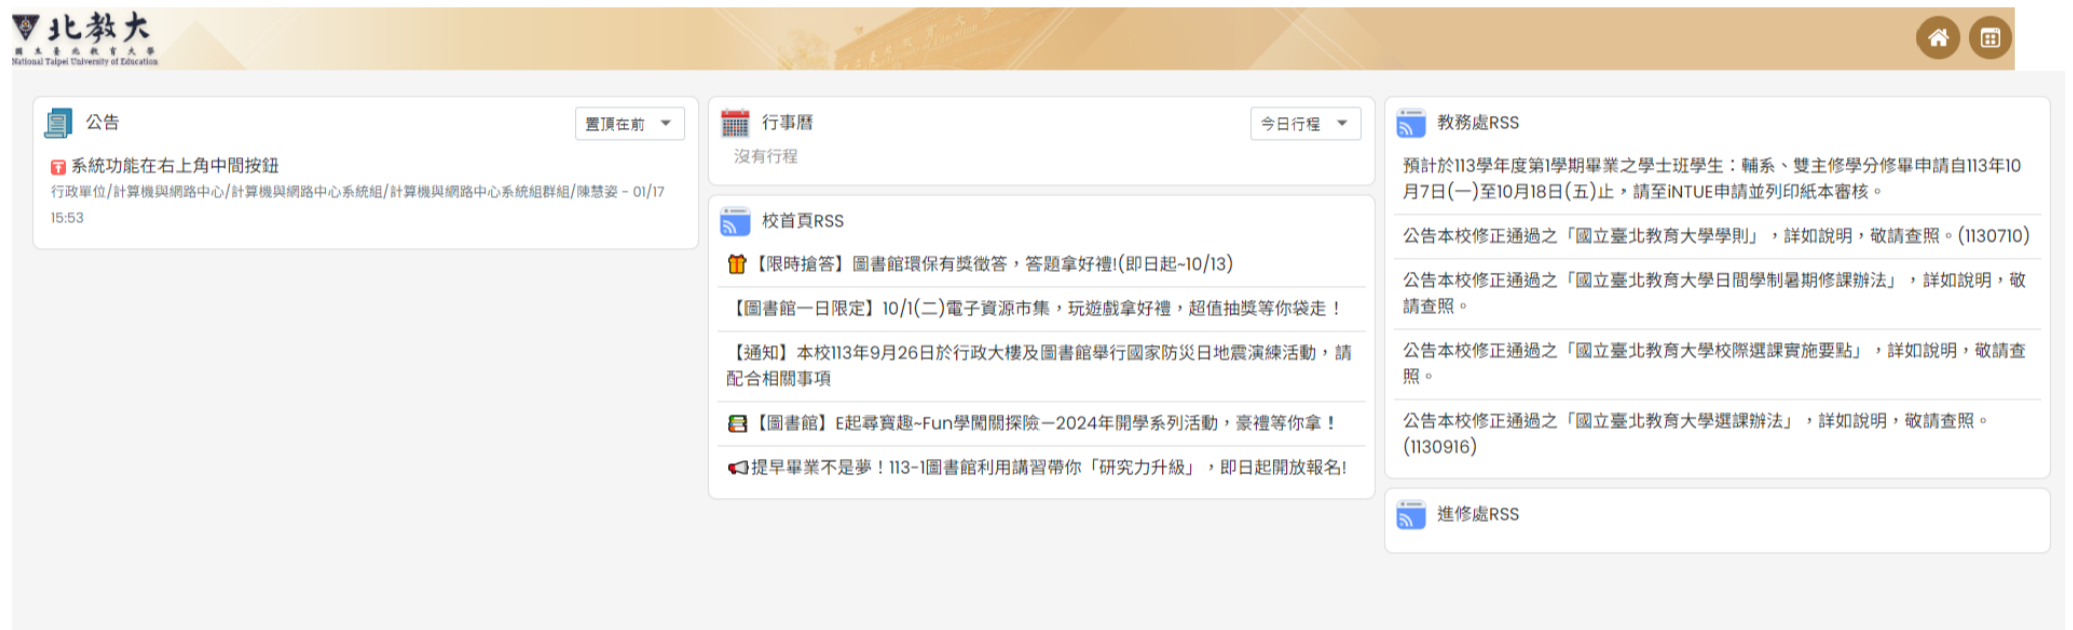 北教大
國立臺北教育大學
National Taipei University of Education
公告
置頂在前
系統功能在右上角中間按鈕
行政單位/計算機與網路中心/計算機與網路中心系統組/計算機與網路中心系統組群組/陳慧姿 - 01/17
15:53
行事曆
今日行程
沒有行程
校首頁RSS
【限時搶答】圖書館環保有獎徵答，答題拿好禮!(即日起~10/13)
【圖書館一日限定】10/1(二)電子資源市集，玩遊戲拿好禮，超值抽獎等你袋走！
【通知】本校113年9月26日於行政大樓及圖書館舉行國家防災日地震演練活動，請
配合相關事項
【圖書館】E起尋寶趣~Fun學闖關探險—2024年開學系列活動，豪禮等你拿！
提早畢業不是夢！113-1圖書館利用講習帶你「研究力升級」，即日起開放報名!
教務處RSS
預計於113學年度第1學期畢業之學士班學生：輔系、雙主修學分修畢申請自113年10
月7日(一)至10月18日(五)止，請至iNTUE申請並列印紙本審核。
公告本校修正通過之「國立臺北教育大學學則」，詳如說明，敬請查照。(1130710)
公告本校修正通過之「國立臺北教育大學日間學制暑期修課辦法」，詳如說明，敬
請查照。
公告本校修正通過之「國立臺北教育大學校際選課實施要點」，詳如說明，敬請查
照。
公告本校修正通過之「國立臺北教育大學選課辦法」，詳如說明，敬請查照。
(1130916)
進修處RSS